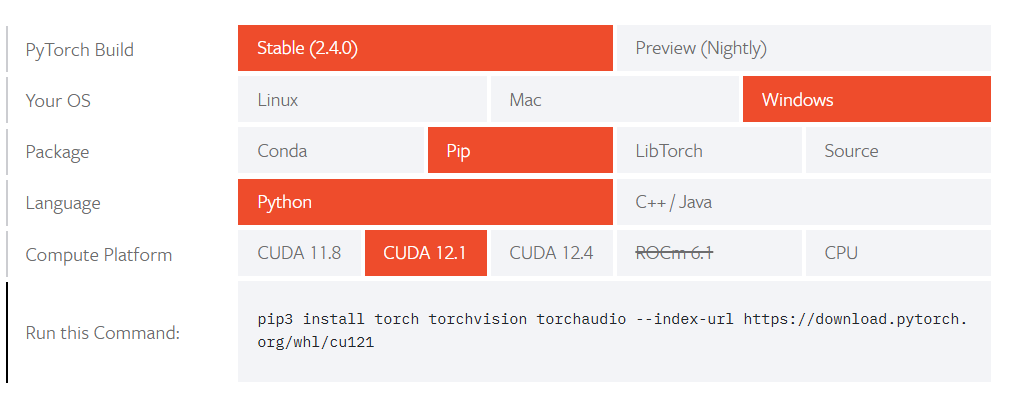 PyTorch Build
Stable (2.4.0)
Preview (Nightly)
Your OS
Linux
Mac
Windows
Package
Conda
Pip
LibTorch
Source
Language
Python
C++ / Java
Compute Platform
CUDA 11.8
CUDA 12.1
CUDA 12.4
ROCm 6.1
CPU
Run this Command:
pip3 install torch torchvision torchaudio --index-url https://download.pytorch.
org/whl/cu121